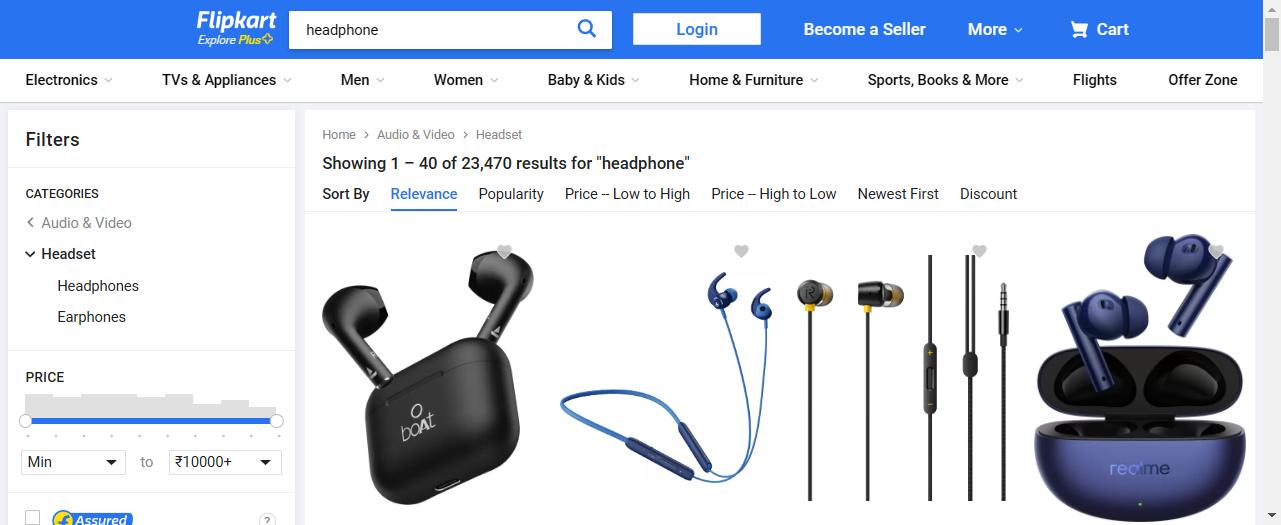 Flipkart
Explore Plus
headphone
Login
Become a Seller
More
Cart
Electronics
TVs & Appliances
Men
Women
Baby & Kids
Home & Furniture
Sports, Books & More
Flights
Offer Zone
Filters
CATEGORIES
Audio & Video
Headset
Headphones
Earphones
PRICE
Min
to
₹10000+
f Assured
?
Home > Audio & Video > Headset
Showing 1 – 40 of 23,470 results for "headphone"
Sort By Relevance Popularity Price -- Low to High Price -- High to Low Newest First Discount
boAt
R
realme